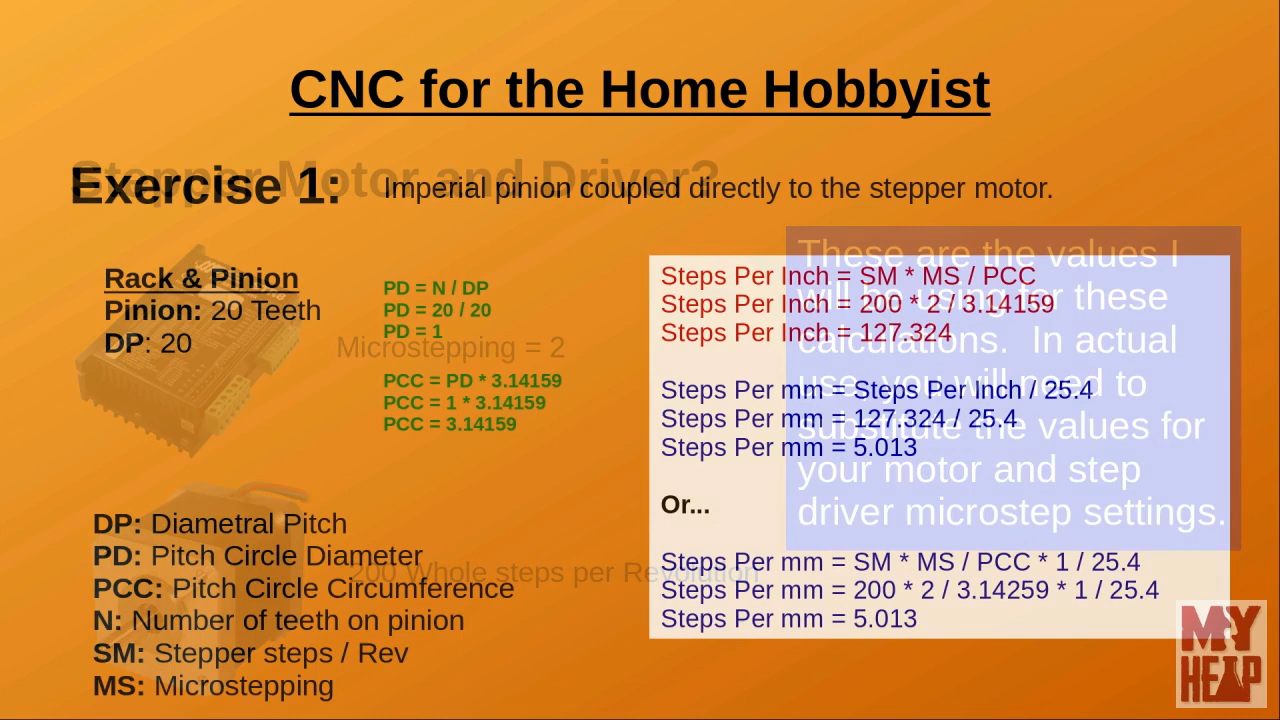 CNC for the Home Hobbyist
Stepper Motor and Driver?
Exercise 1:
Imperial pinion coupled directly to the stepper motor.
Rack & Pinion
Pinion: 20 Teeth
DP: 20
PD = N / DP
PD = 20 / 20
PD = 1
Microstepping = 2
PCC = PD * 3.14159
PCC = 1 * 3.14159
PCC = 3.14159
DP: Diametral Pitch
PD: Pitch Circle Diameter
PCC: Pitch Circle Circumference
N: Number of teeth on pinion
SM: Stepper steps / Rev
MS: Microstepping
200 Whole steps per Revolution
Steps Per Inch = SM * MS / PCC
Steps Per Inch = 200 * 2 / 3.14159
Steps Per Inch = 127.324
Steps Per mm = Steps Per Inch / 25.4
Steps Per mm = 127.324 / 25.4
Steps Per mm = 5.013
Or...
Steps Per mm = SM * MS / PCC * 1 / 25.4
Steps Per mm = 200 * 2 / 3.14259 * 1 / 25.4
Steps Per mm = 5.013
These are the values I
will be using for these
calculations. In actual
use, you will need to
substitute the values for
your motor and step
driver microstep settings.
MY
HEAP